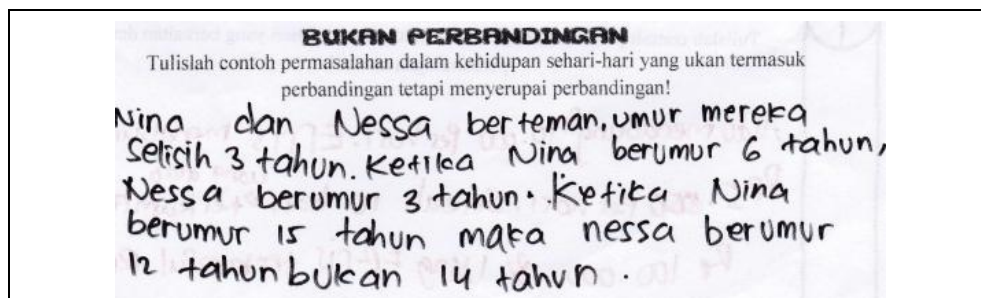 BUKAN PERBANDINGAN
Tulislah contoh permasalahan dalam kehidupan sehari-hari yang ukan termasuk
perbandingan tetapi menyerupai perbandingan!
Nina dan Nessa berteman, umur mereka
selisih 3 tahun. Ketika Nina berumur 6 tahun,
Nessa berumur 3 tahun. Ketika Nina
berumur 15 tahun maka nessa berumur
12 tahun bukan 14 tahun.